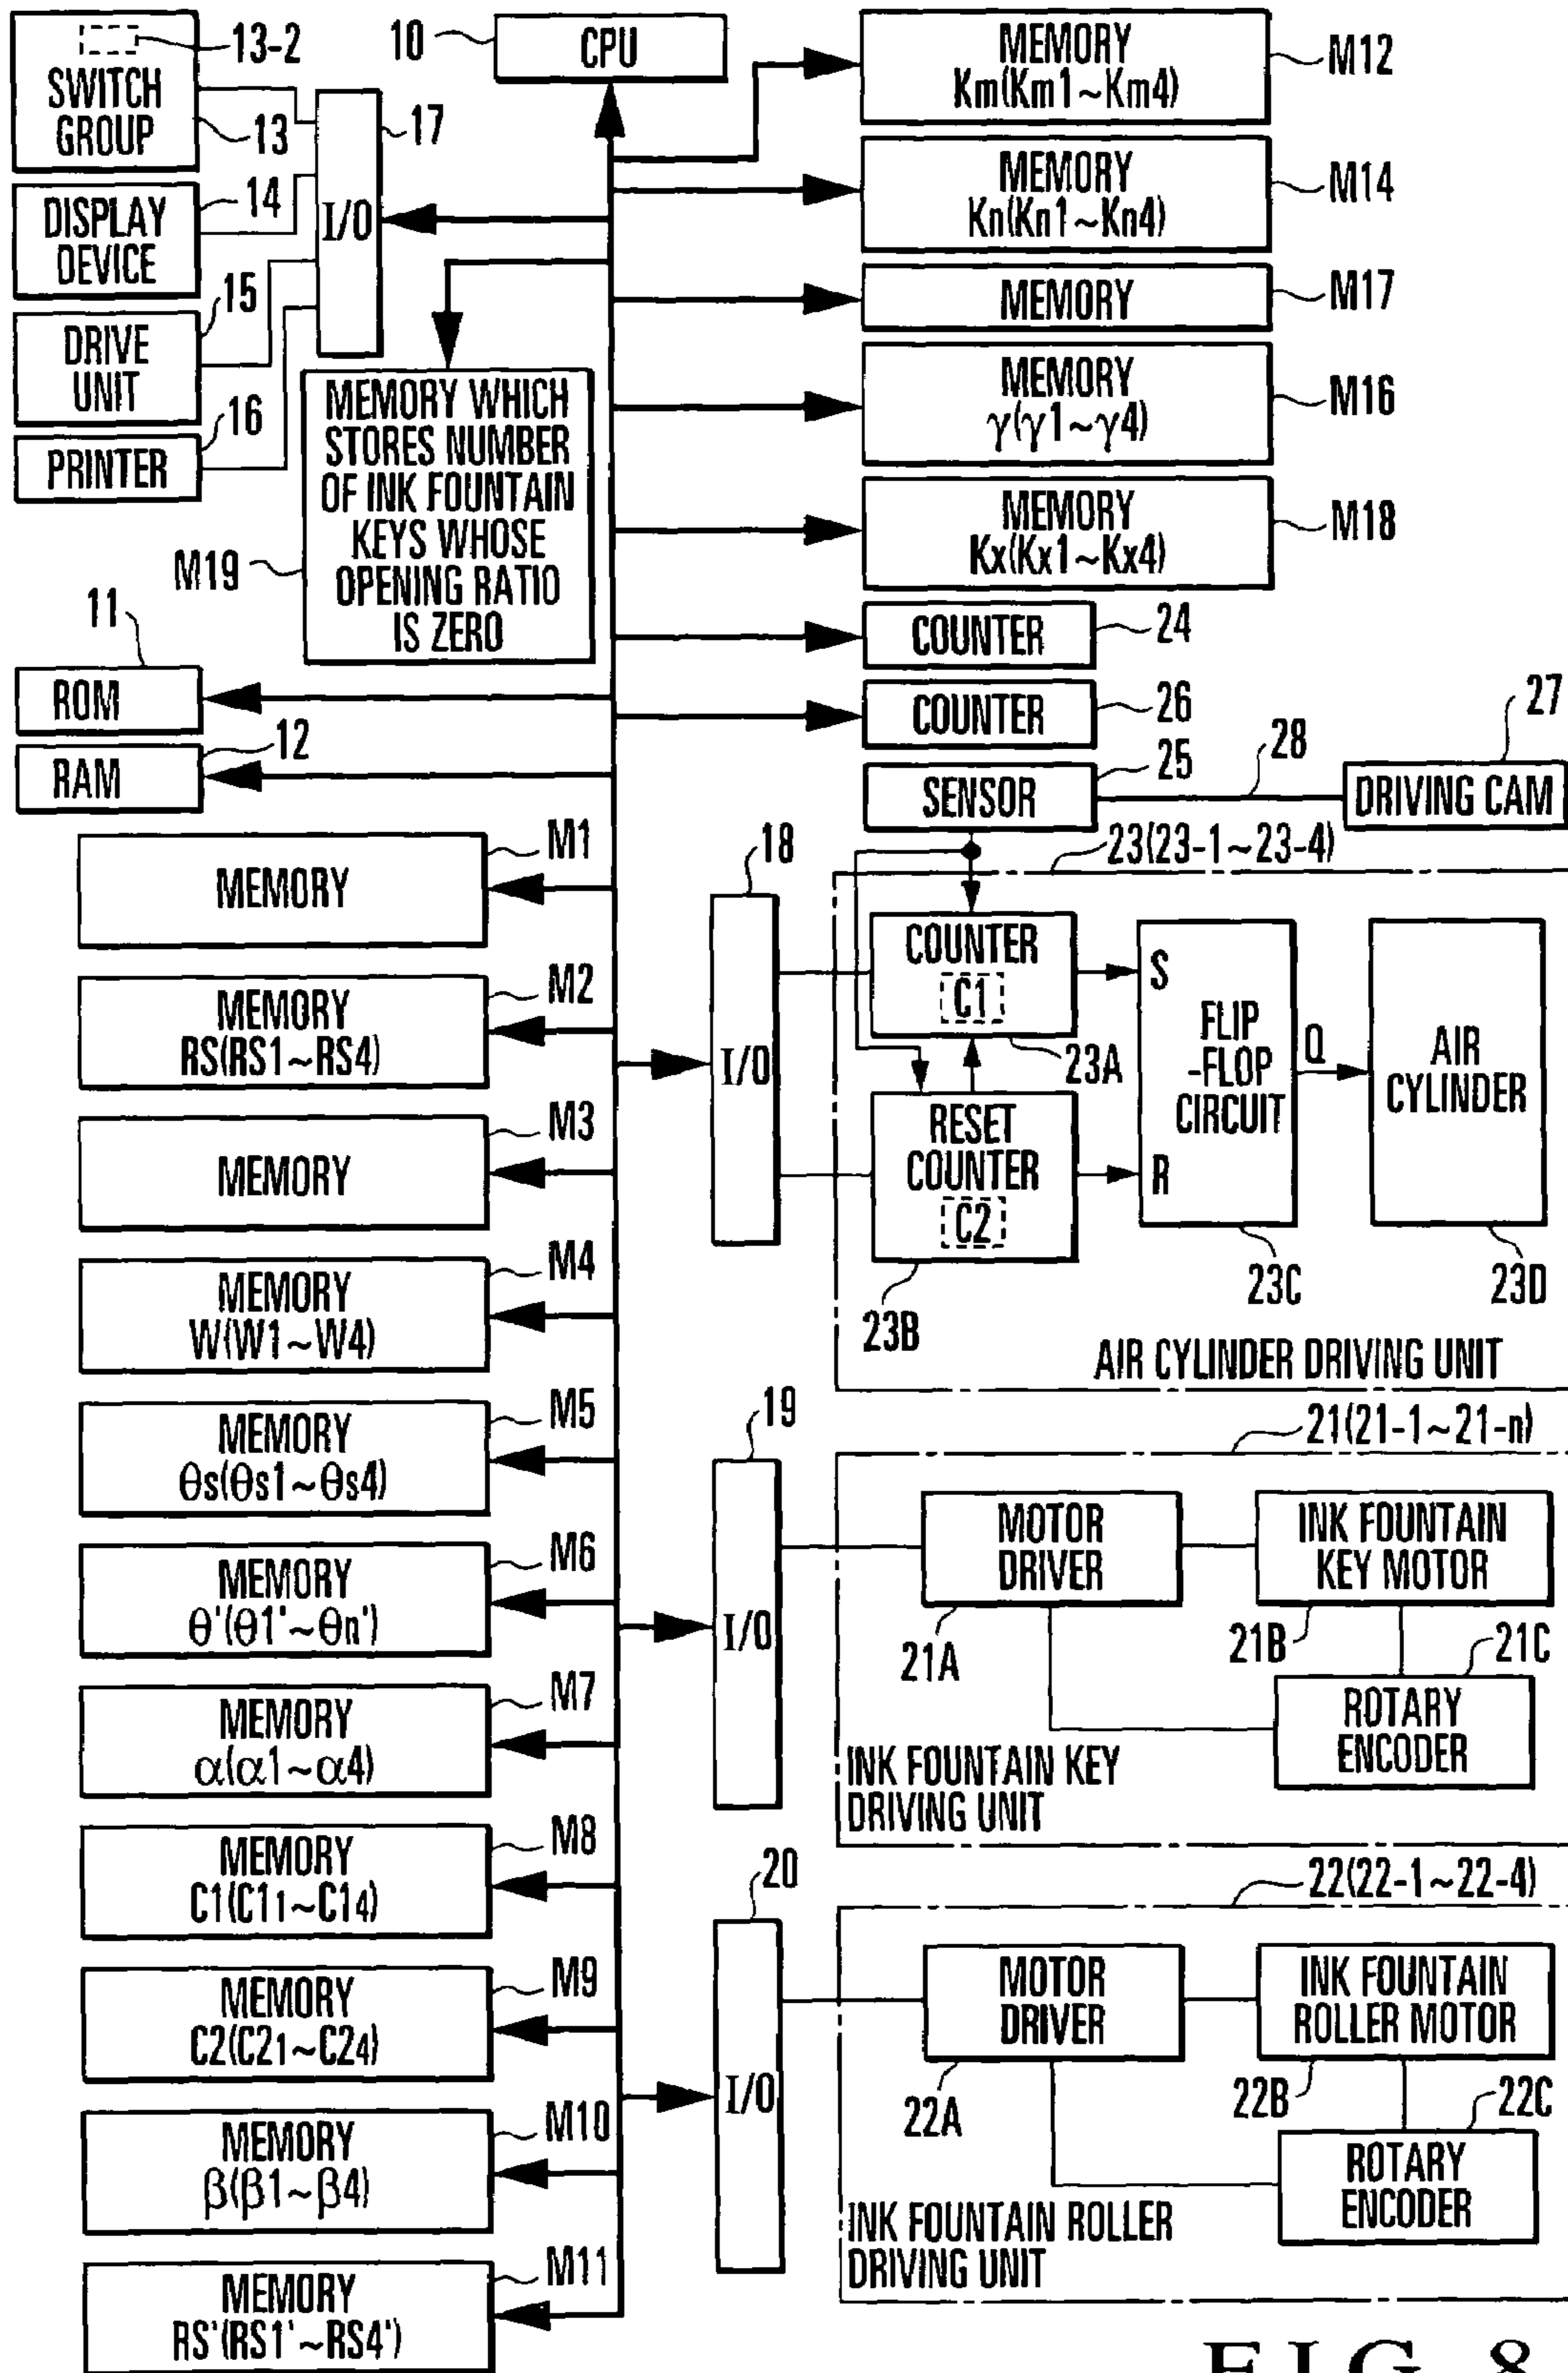 13-2
SWITCH
GROUP
13
10
CPU
MEMORY
Km(Km1~Km4)
M12
17
I/O
DISPLAY
DEVICE
14
MEMORY
Kn(Kn1~Kn4)
M14
DRIVE
UNIT
15
MEMORY
M17
PRINTER
16
MEMORY WHICH
STORES NUMBER
OF INK FOUNTAIN
KEYS WHOSE
OPENING RATIO
IS ZERO
M19
MEMORY
γ(γ1~γ4)
M16
MEMORY
Kx(Kx1~Kx4)
M18
11
ROM
COUNTER
24
12
RAM
COUNTER
26
SENSOR
25
28
27
DRIVING CAM
MEMORY
M1
MEMORY
RS(RS1~RS4)
M2
MEMORY
M3
MEMORY
W(W1~W4)
M4
MEMORY
θs(θs1~θs4)
M5
MEMORY
θ'(θ1'~θn')
M6
MEMORY
α(α1~α4)
M7
MEMORY
C1(C11~C14)
M8
MEMORY
C2(C21~C24)
M9
MEMORY
β(β1~β4)
M10
MEMORY
RS'(RS1'~RS4')
M11
18
I/O
23(23-1~23-4)
COUNTER
C1
23A
RESET
COUNTER
C2
23B
S
R
FLIP
-FLOP
CIRCUIT
Q
23C
AIR
CYLINDER
23D
AIR CYLINDER DRIVING UNIT
19
I/O
21(21-1~21-n)
MOTOR
DRIVER
21A
INK FOUNTAIN
KEY MOTOR
21B
21C
ROTARY
ENCODER
INK FOUNTAIN KEY
DRIVING UNIT
20
I/O
22(22-1~22-4)
MOTOR
DRIVER
22A
INK FOUNTAIN
ROLLER MOTOR
22B
22C
ROTARY
ENCODER
INK FOUNTAIN ROLLER
DRIVING UNIT
FIG. 8